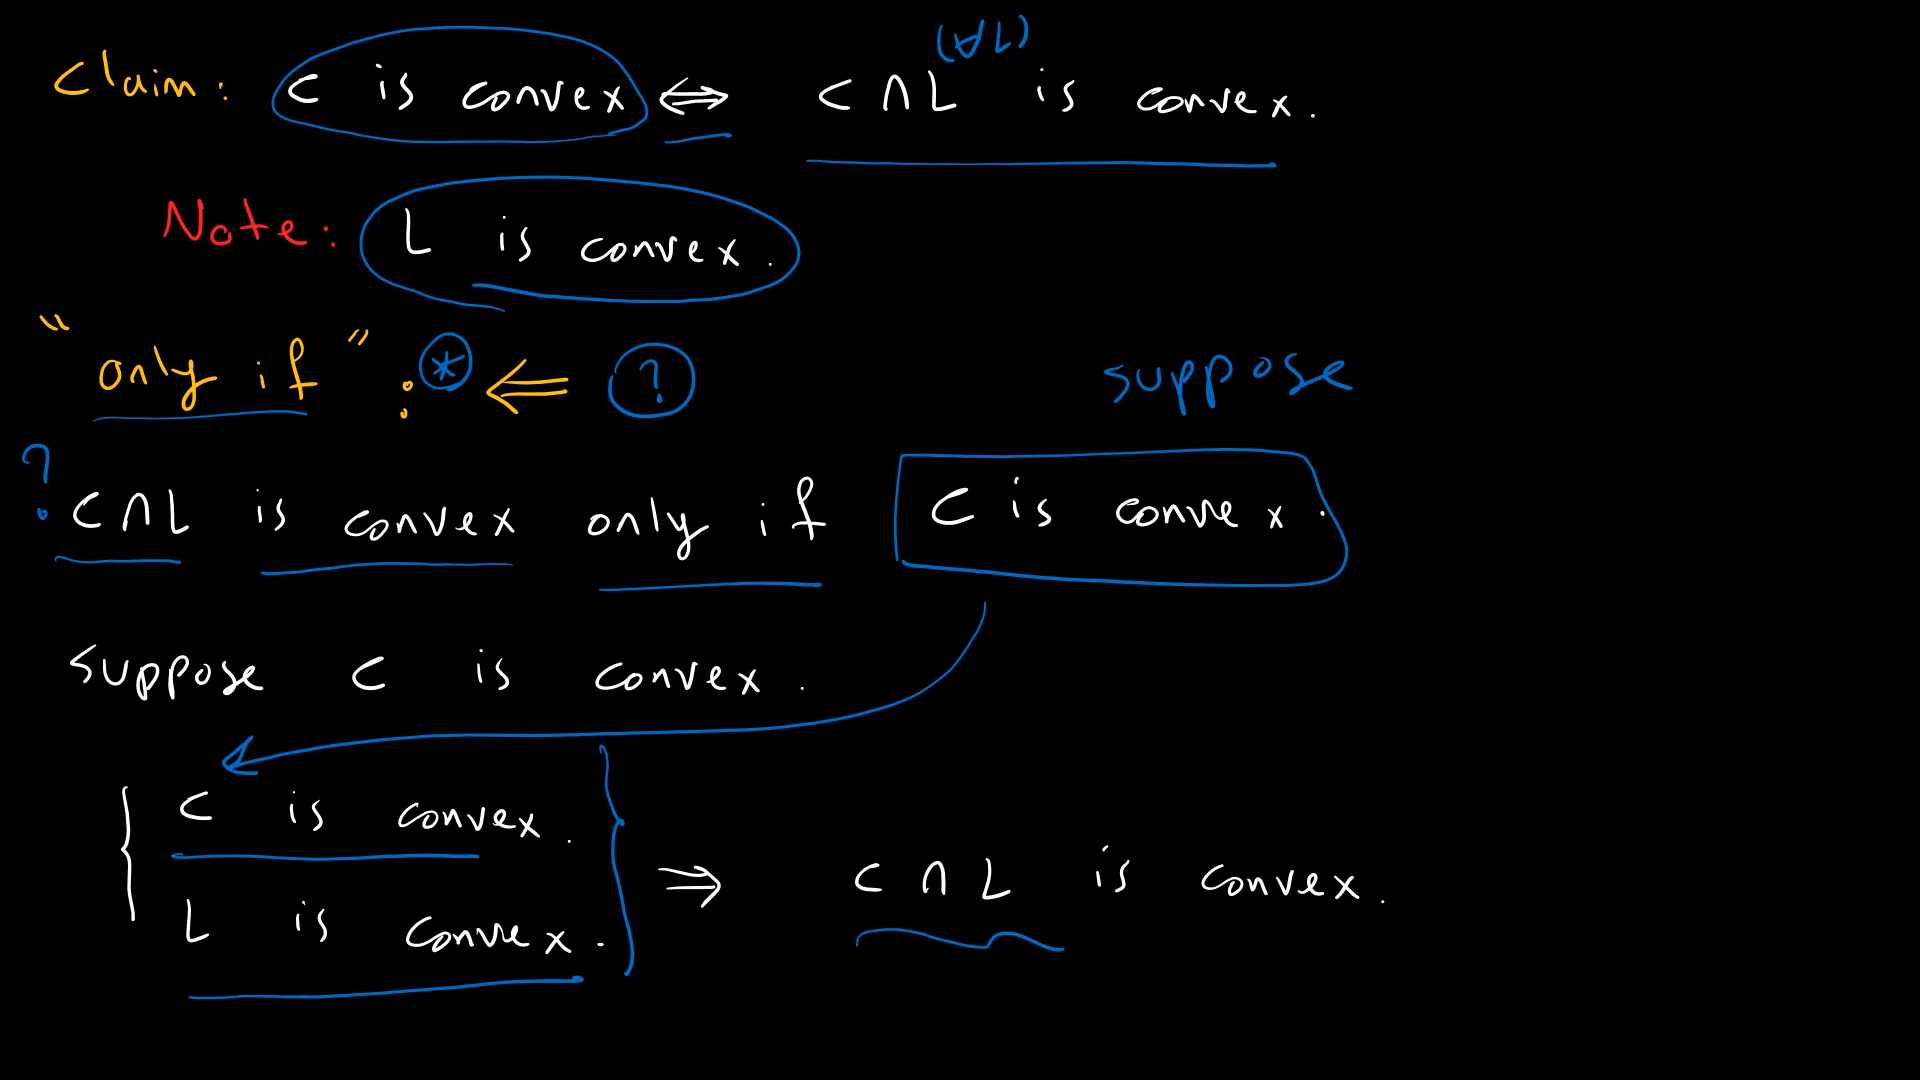 (∀L)
Claim: C is convex ⟺ C∩L is convex.
Note: L is convex.
"only if" : * ⟸ ? suppose
? C∩L is convex only if C is convex.
suppose C is convex.
C is convex.
L is convex. ⟹ C∩L is convex.